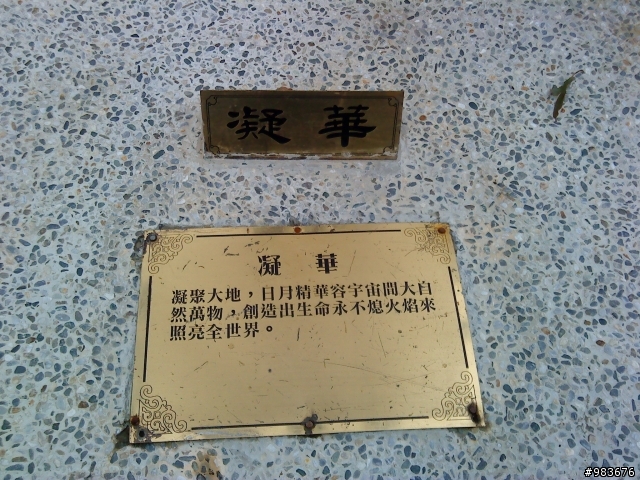 凝華
凝華
凝聚大地，日月精華容宇宙間大自
然萬物，創造出生命永不熄火焰來
照亮全世界。
#983676